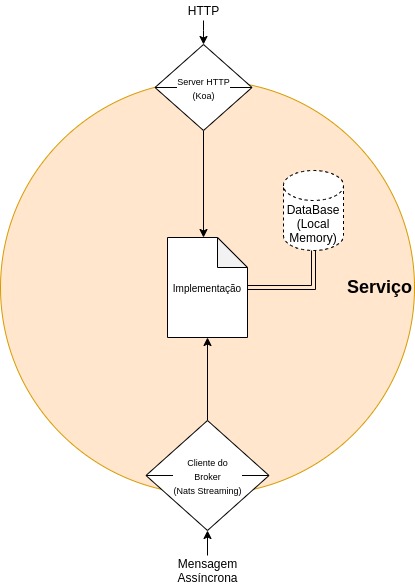 HTTP
Server HTTP
(Koa)
DataBase
(Local
Memory)
Implementação
Serviço
Cliente do
Broker
(Nats Streaming)
Mensagem
Assíncrona